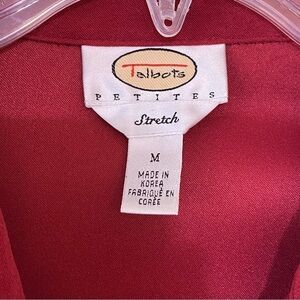 Talbots
PETITES
Stretch
M
MADE IN
KOREA
FABRIQUÉ EN
CORÉE